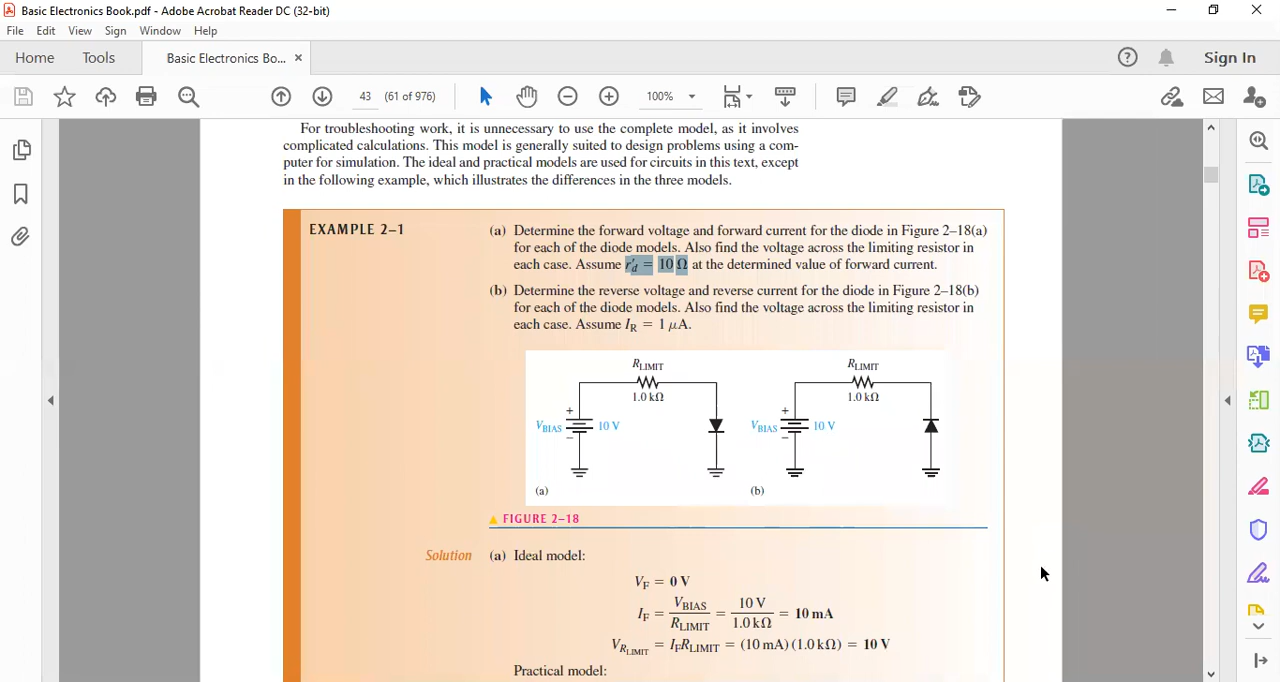 Basic Electronics Book.pdf - Adobe Acrobat Reader DC (32-bit)
File Edit View Sign Window Help
Home Tools Basic Electronics Bo... × Sign In
43 (61 of 976) 100%
For troubleshooting work, it is unnecessary to use the complete model, as it involves
complicated calculations. This model is generally suited to design problems using a com-
puter for simulation. The ideal and practical models are used for circuits in this text, except
in the following example, which illustrates the differences in the three models.
EXAMPLE 2–1
(a) Determine the forward voltage and forward current for the diode in Figure 2–18(a)
for each of the diode models. Also find the voltage across the limiting resistor in
each case. Assume r′d = 10 Ω at the determined value of forward current.
(b) Determine the reverse voltage and reverse current for the diode in Figure 2–18(b)
for each of the diode models. Also find the voltage across the limiting resistor in
each case. Assume IR = 1 μA.
RLIMIT
1.0 kΩ
+
VBIAS 10 V
−
(a)
RLIMIT
1.0 kΩ
+
VBIAS 10 V
−
(b)
▲ FIGURE 2–18
Solution (a) Ideal model:
VF = 0 V
IF = VBIAS / RLIMIT = 10 V / 1.0 kΩ = 10 mA
VRLIMIT = IFRLIMIT = (10 mA)(1.0 kΩ) = 10 V
Practical model: